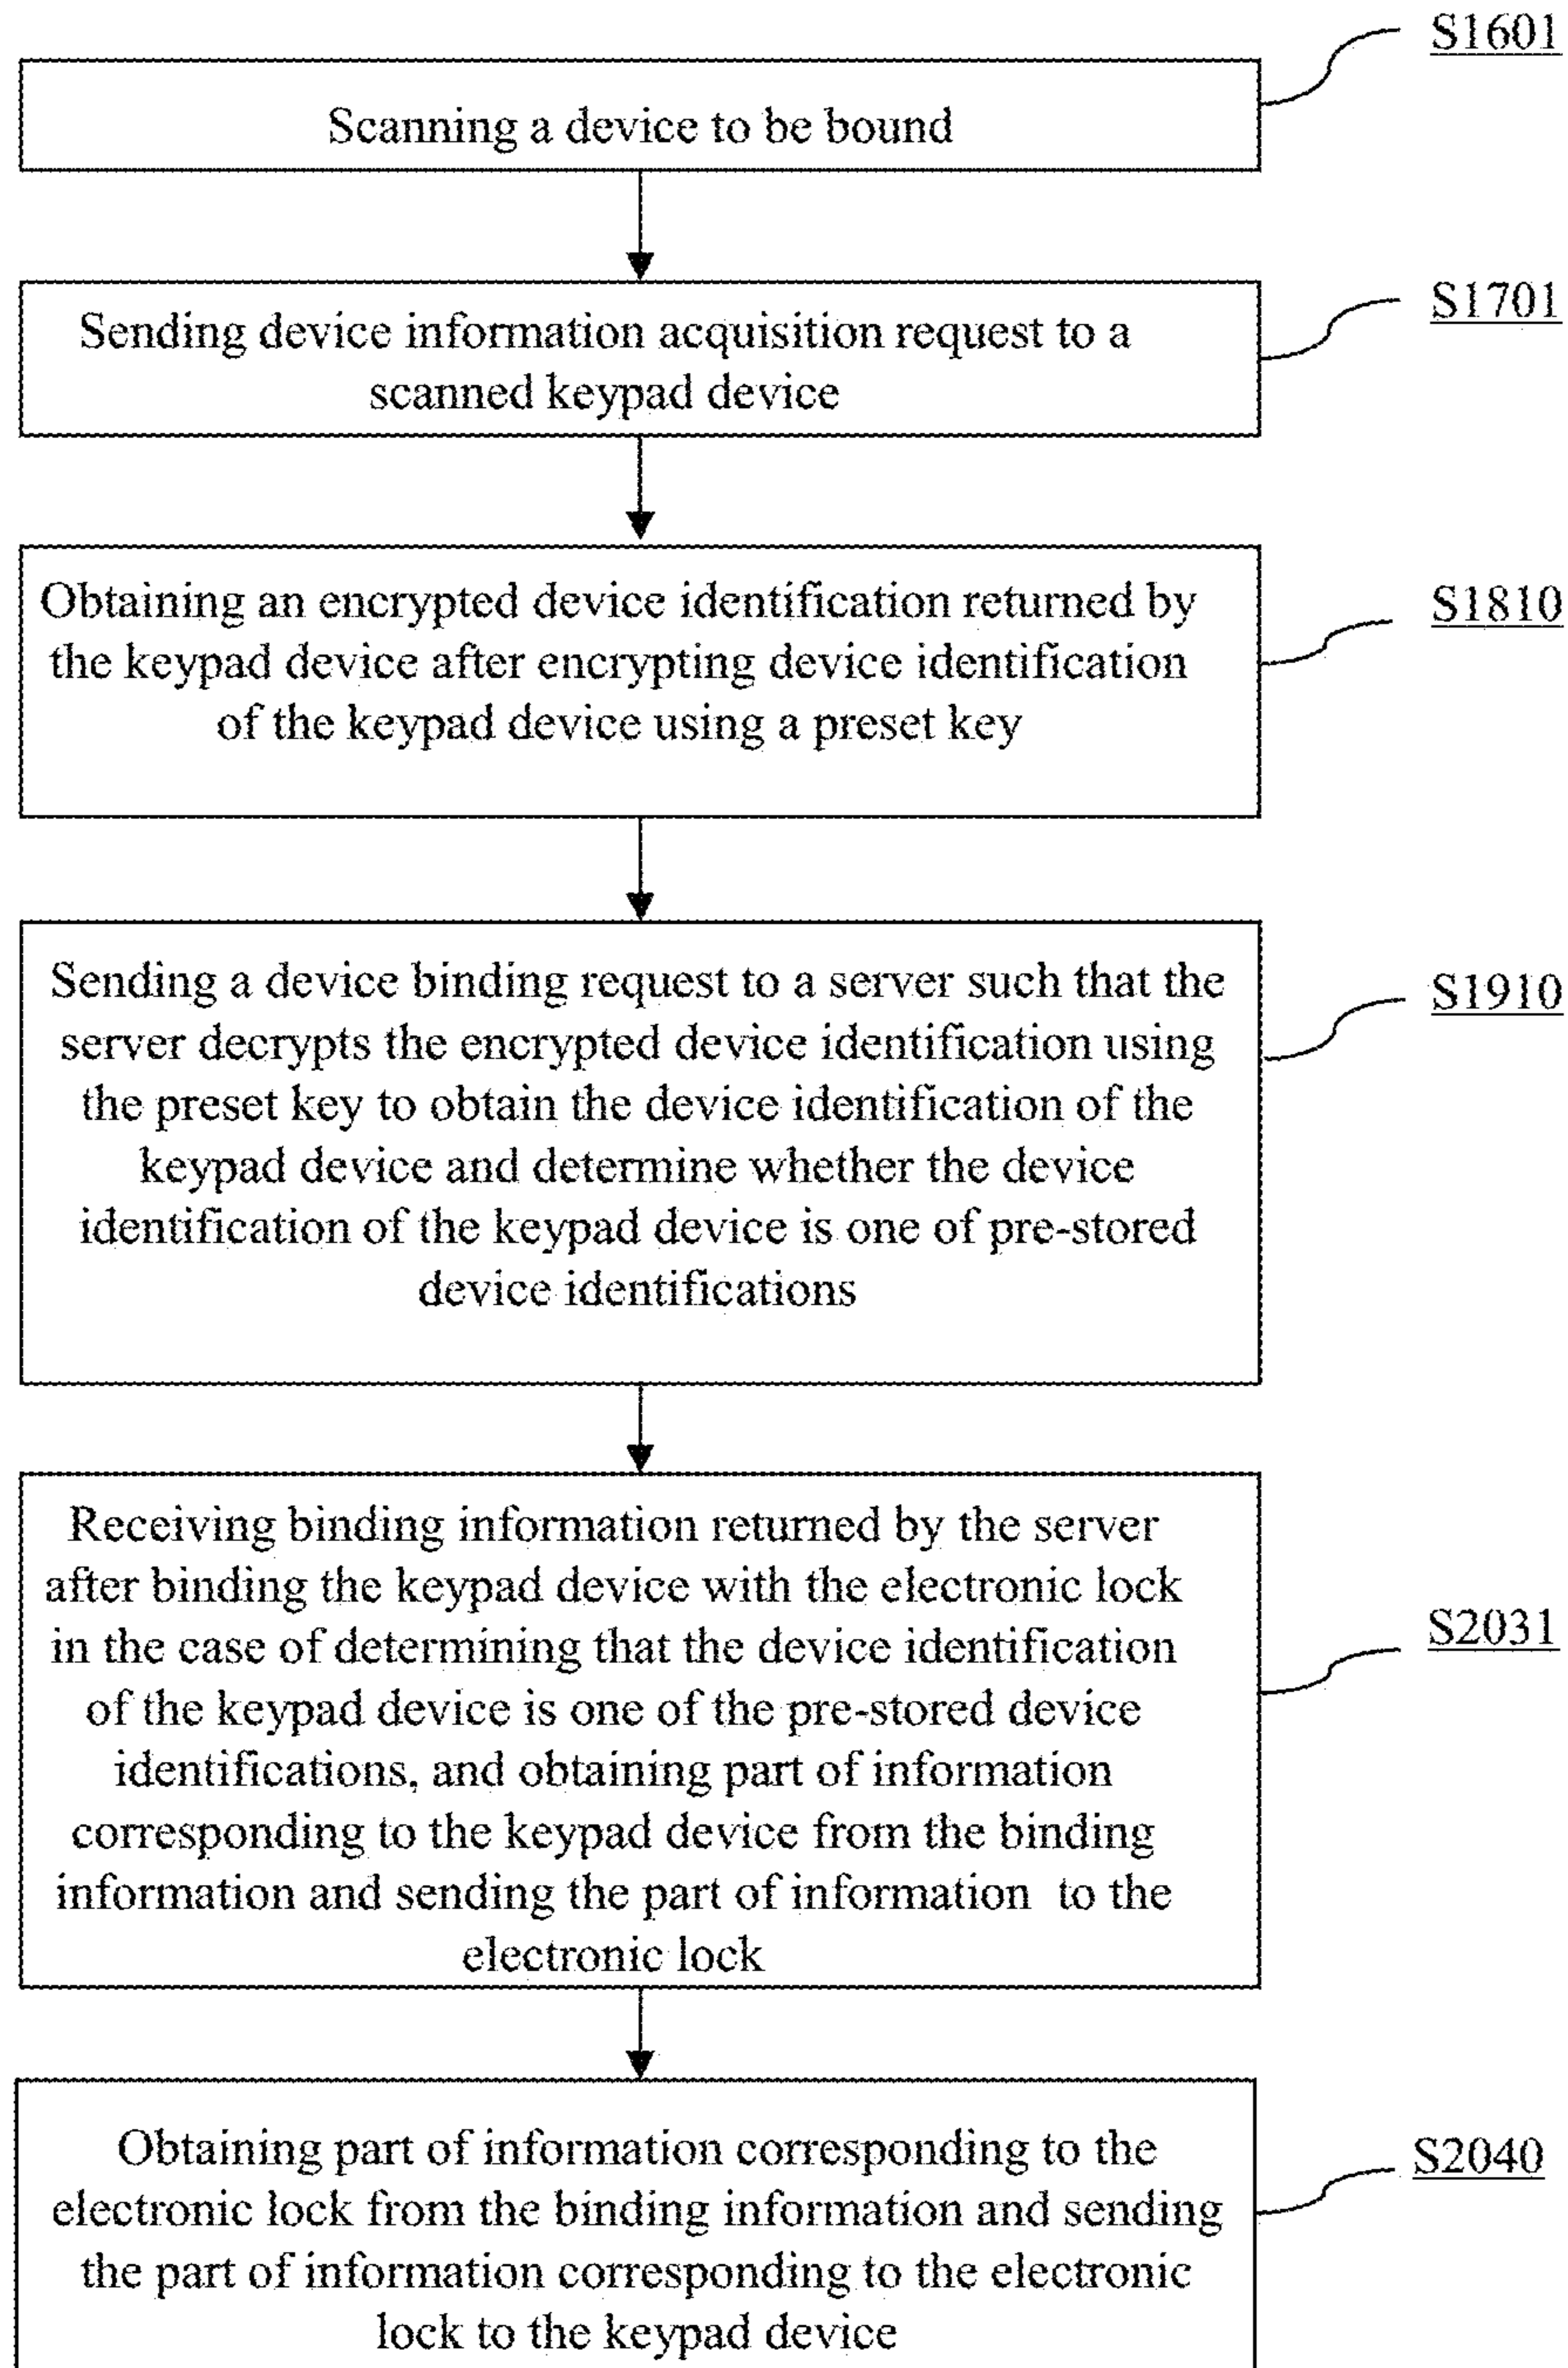 S1601
Scanning a device to be bound
S1701
Sending device information acquisition request to a
scanned keypad device
S1810
Obtaining an encrypted device identification returned by
the keypad device after encrypting device identification
of the keypad device using a preset key
S1910
Sending a device binding request to a server such that the
server decrypts the encrypted device identification using
the preset key to obtain the device identification of the
keypad device and determine whether the device
identification of the keypad device is one of pre-stored
device identifications
S2031
Receiving binding information returned by the server
after binding the keypad device with the electronic lock
in the case of determining that the device identification
of the keypad device is one of the pre-stored device
identifications, and obtaining part of information
corresponding to the keypad device from the binding
information and sending the part of information to the
electronic lock
S2040
Obtaining part of information corresponding to the
electronic lock from the binding information and sending
the part of information corresponding to the electronic
lock to the keypad device